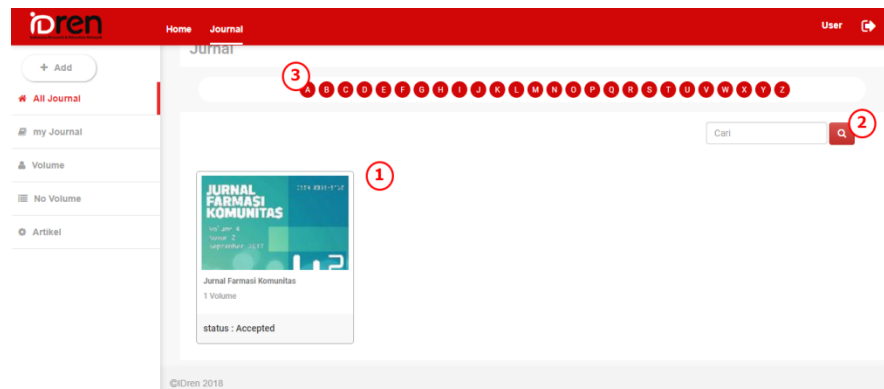 iDren
Home Journal
User
+ Add
All Journal
my Journal
Volume
No Volume
Artikel
Jurnal
3
A B C D E F G H I J K L M N O P Q R S T U V W X Y Z
Cari
2
1
JURNAL
FARMASI
KOMUNITAS
Jurnal Farmasi Komunitas
1 Volume
status : Accepted
©IDren 2018